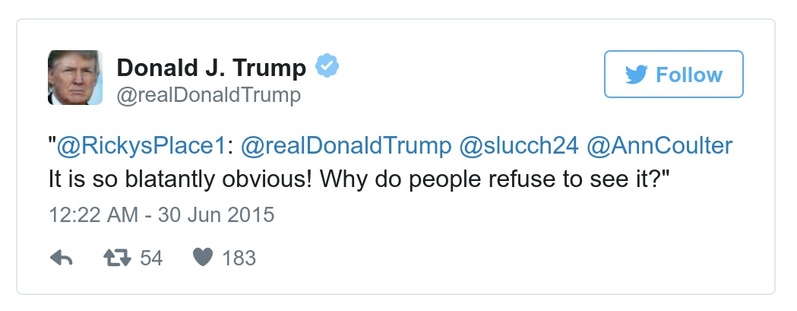 Donald J. Trump
Follow
@realDonaldTrump
"@RickysPlace1: @realDonaldTrump @slucch24 @AnnCoulter
It is so blatantly obvious! Why do people refuse to see it?"
12:22 AM - 30 Jun 2015
54 183